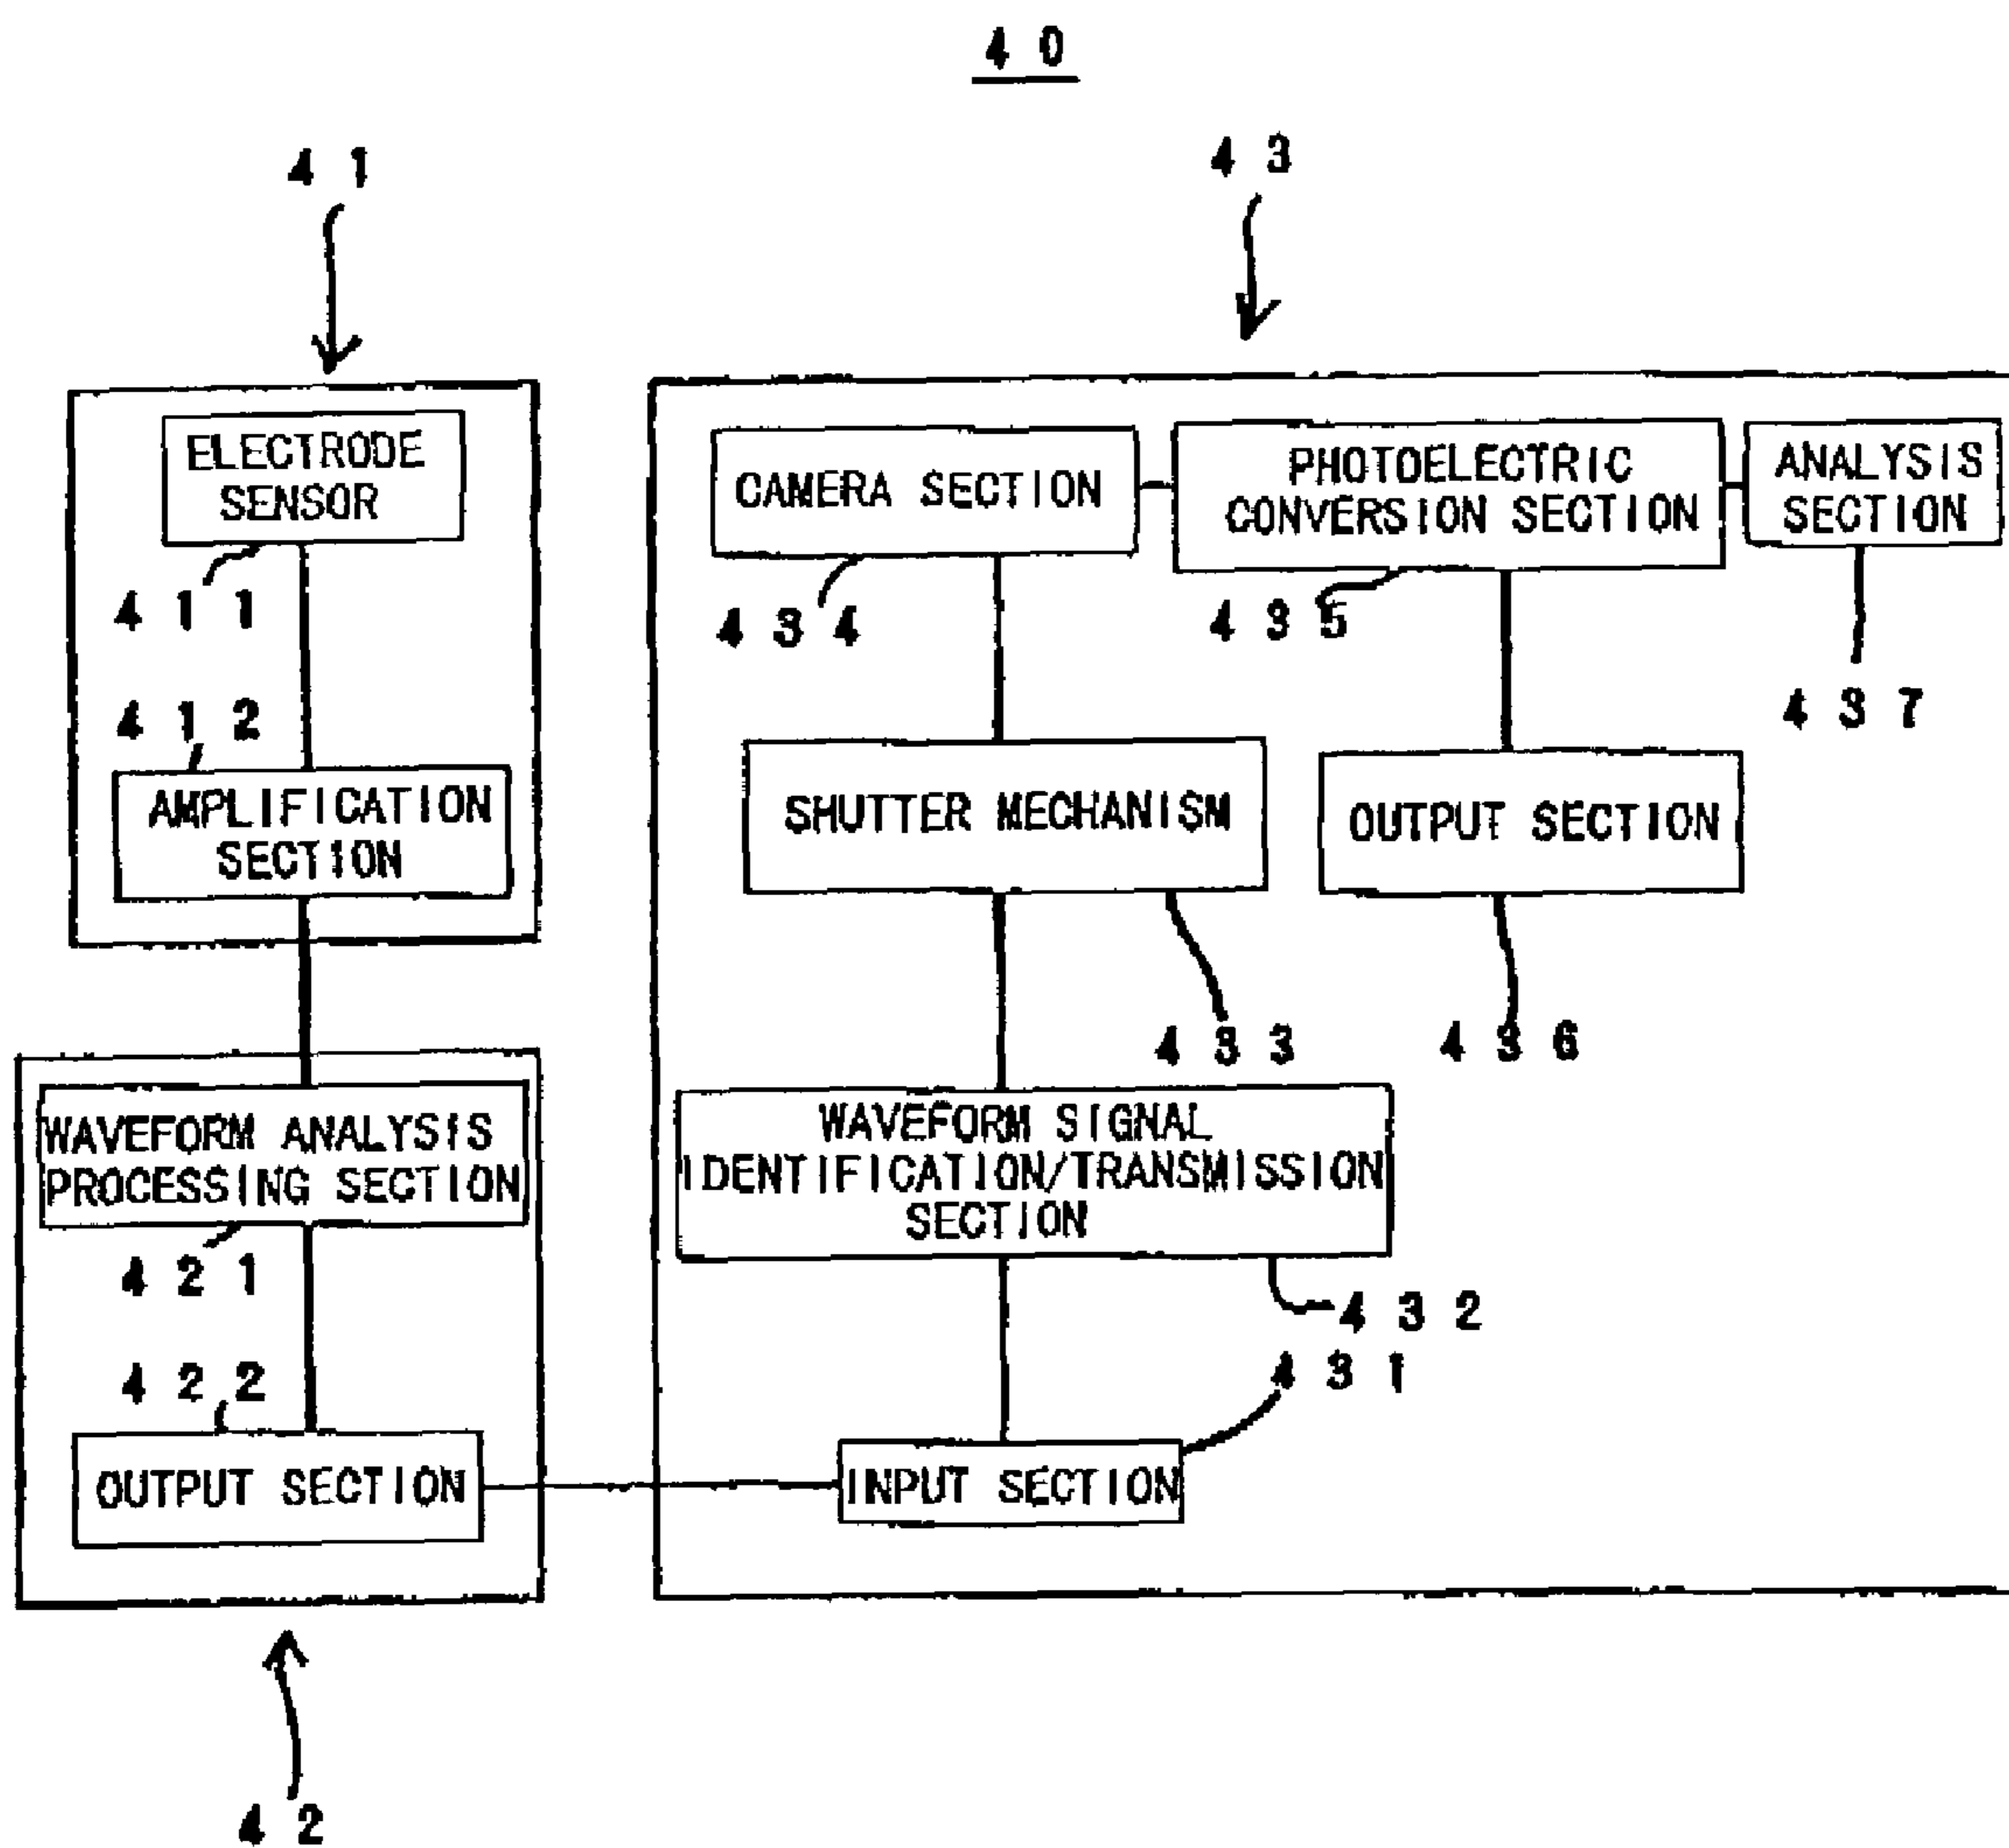 40
41
43
ELECTRODE
SENSOR
411
412
AMPLIFICATION
SECTION
WAVEFORM ANALYSIS
PROCESSING SECTION
421
422
OUTPUT SECTION
42
CAMERA SECTION
434
PHOTOELECTRIC
CONVERSION SECTION
435
ANALYSIS
SECTION
437
SHUTTER MECHANISM
433
OUTPUT SECTION
436
WAVEFORM SIGNAL
IDENTIFICATION/TRANSMISSION
SECTION
432
431
INPUT SECTION